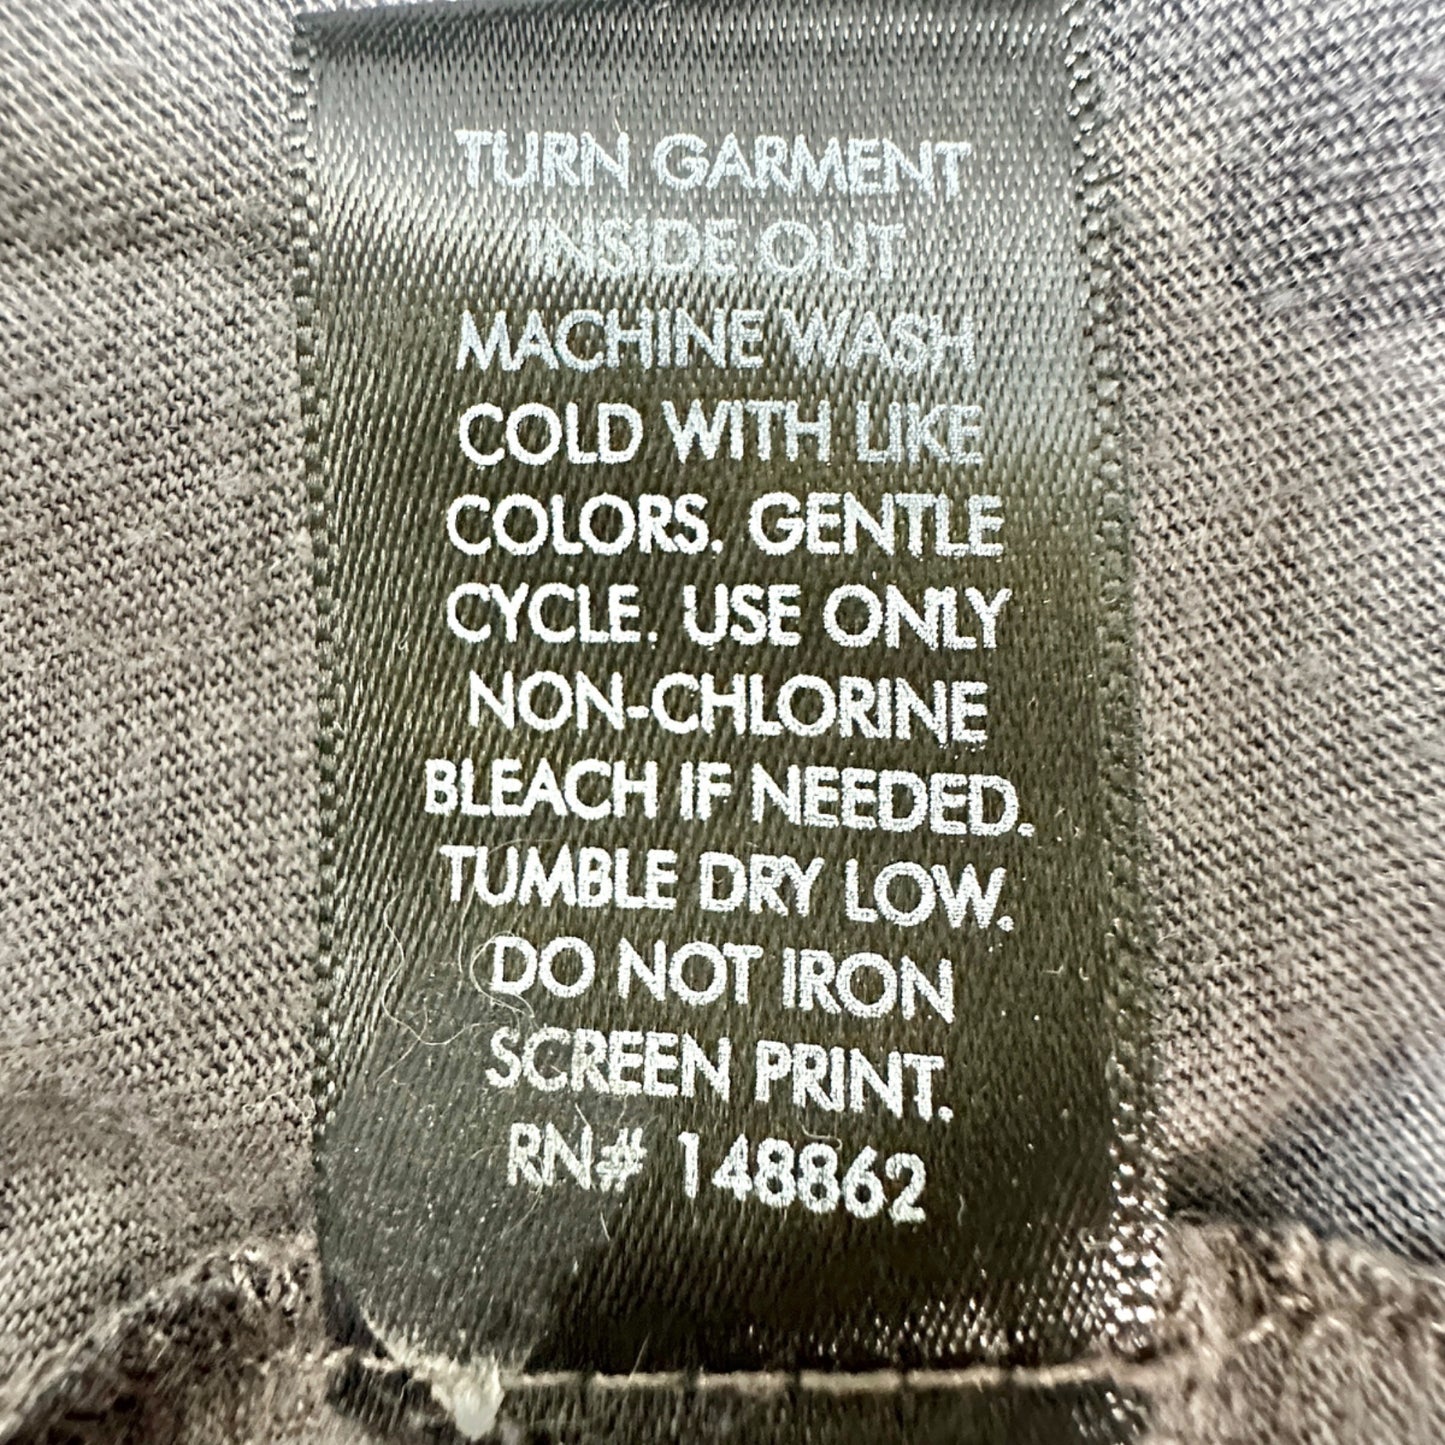 TURN GARMENT
INSIDE OUT
MACHINE WASH
COLD WITH LIKE
COLORS. GENTLE
CYCLE. USE ONLY
NON-CHLORINE
BLEACH IF NEEDED.
TUMBLE DRY LOW.
DO NOT IRON
SCREEN PRINT.
RN# 148862